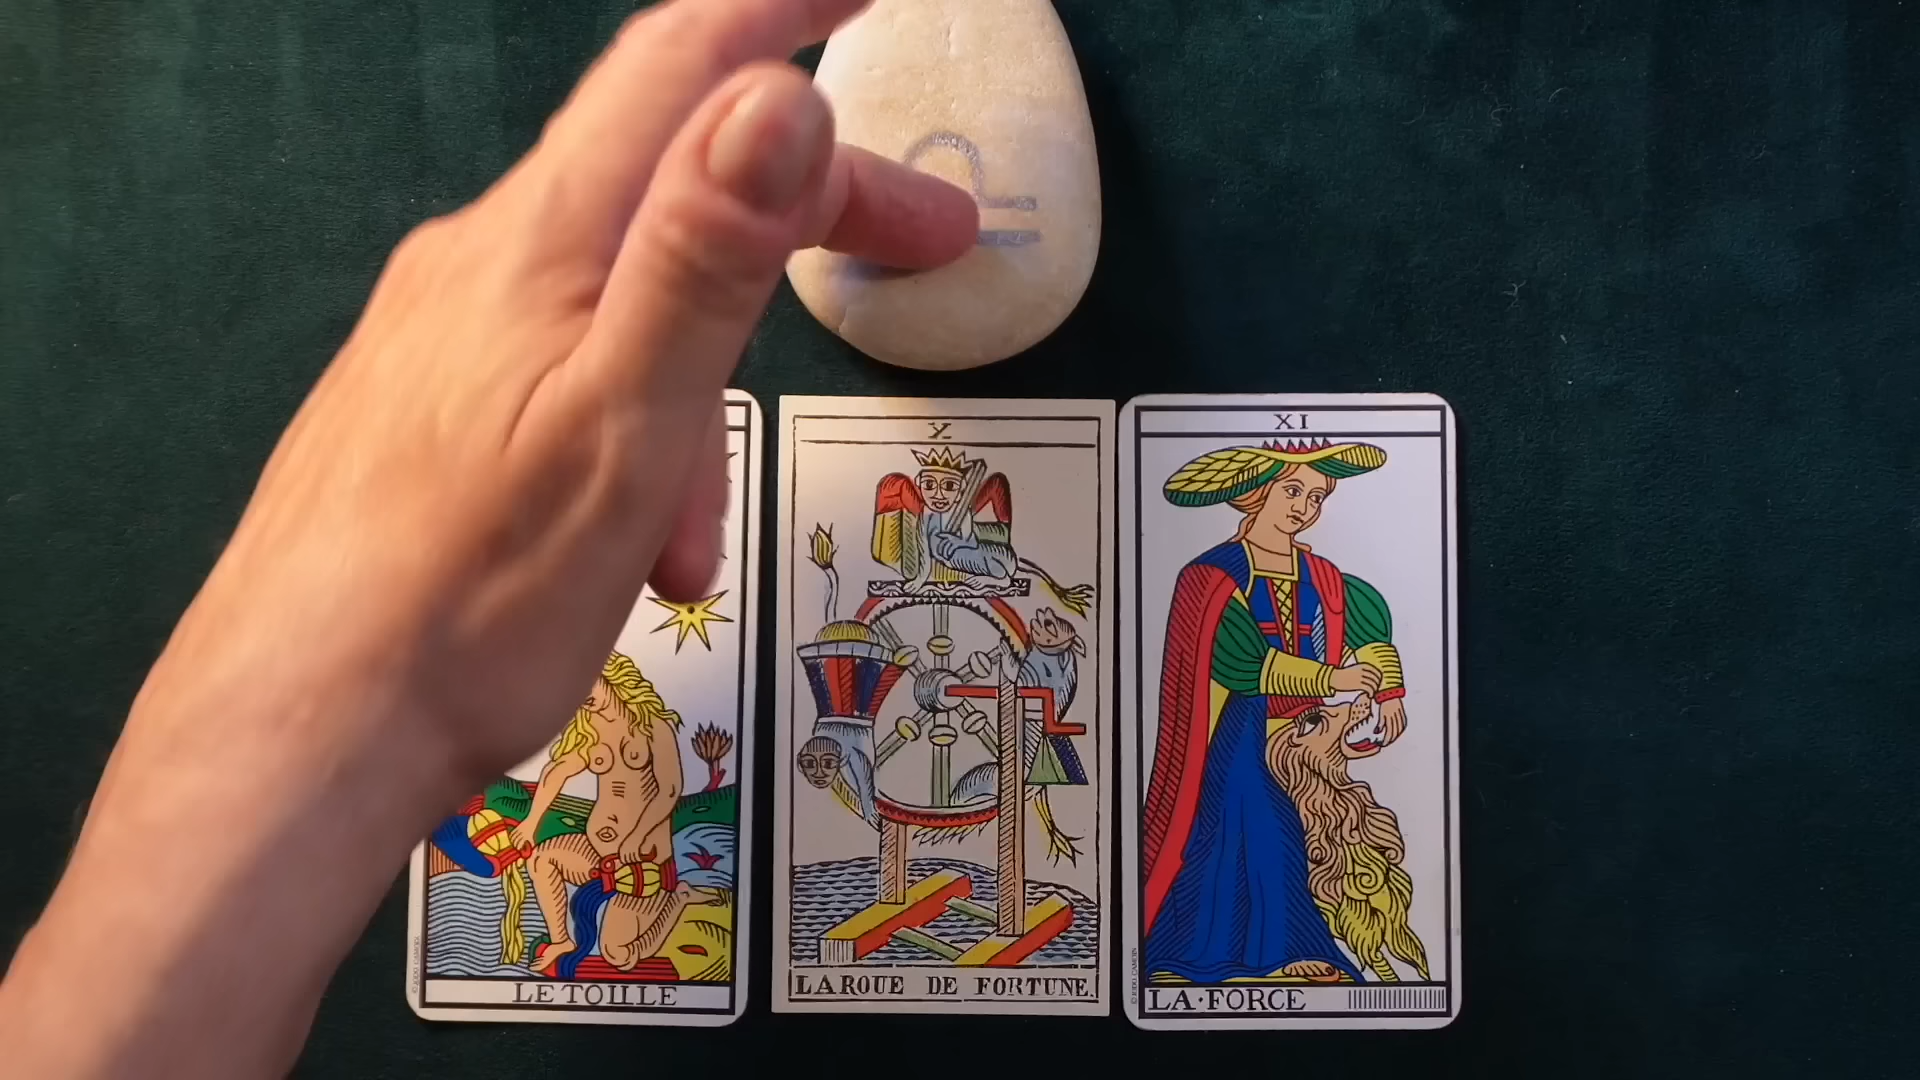 X
XI
LE TOILLE
LA ROUE DE FORTUNE.
LA·FORCE